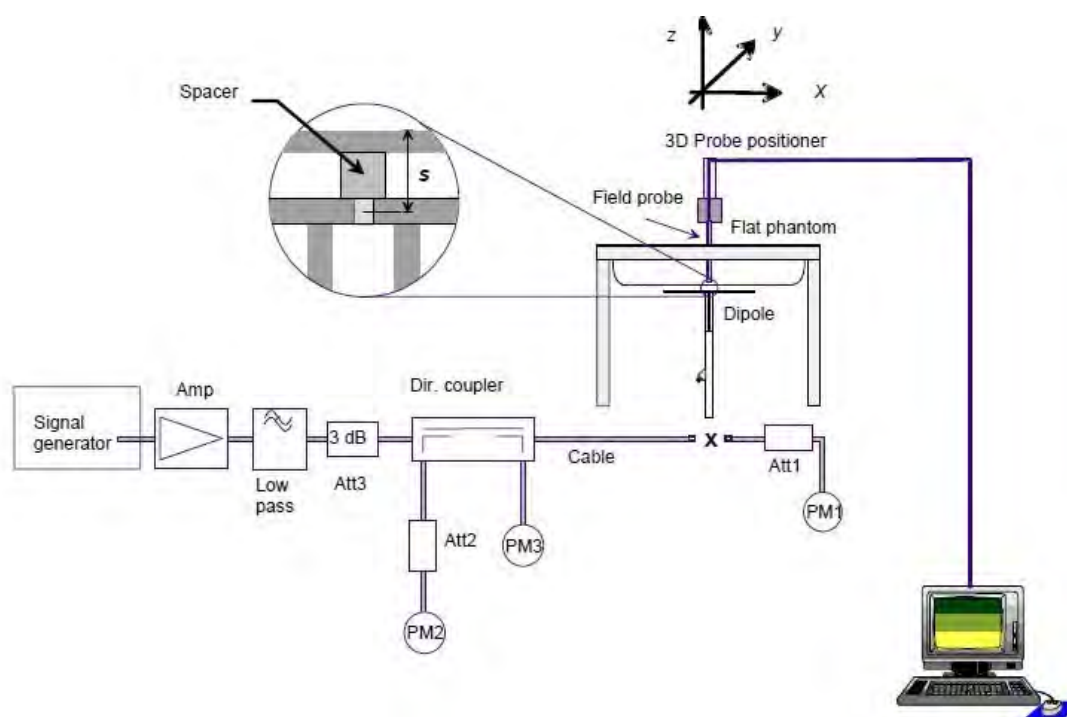 z
y
x
Spacer
s
3D Probe positioner
Field probe
Flat phantom
Dipole
Signal
generator
Amp
Low
pass
3 dB
Att3
Dir. coupler
Cable
x
Att1
PM1
Att2
PM3
PM2